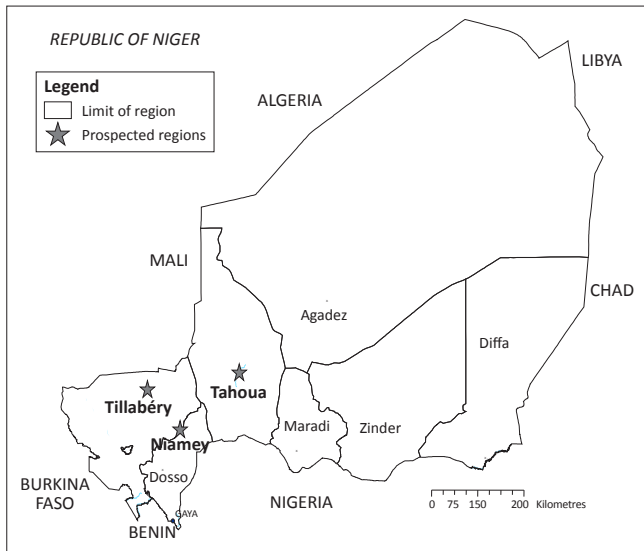 REPUBLIC OF NIGER
Legend
Limit of region
Prospected regions
LIBYA
ALGERIA
MALI
CHAD
Agadez
Diffa
Tahoua
Tillabéry
Maradi
Zinder
Niamey
Dosso
BURKINA
FASO
NIGERIA
GAYA
BENIN
0 75 150 200 Kilometres